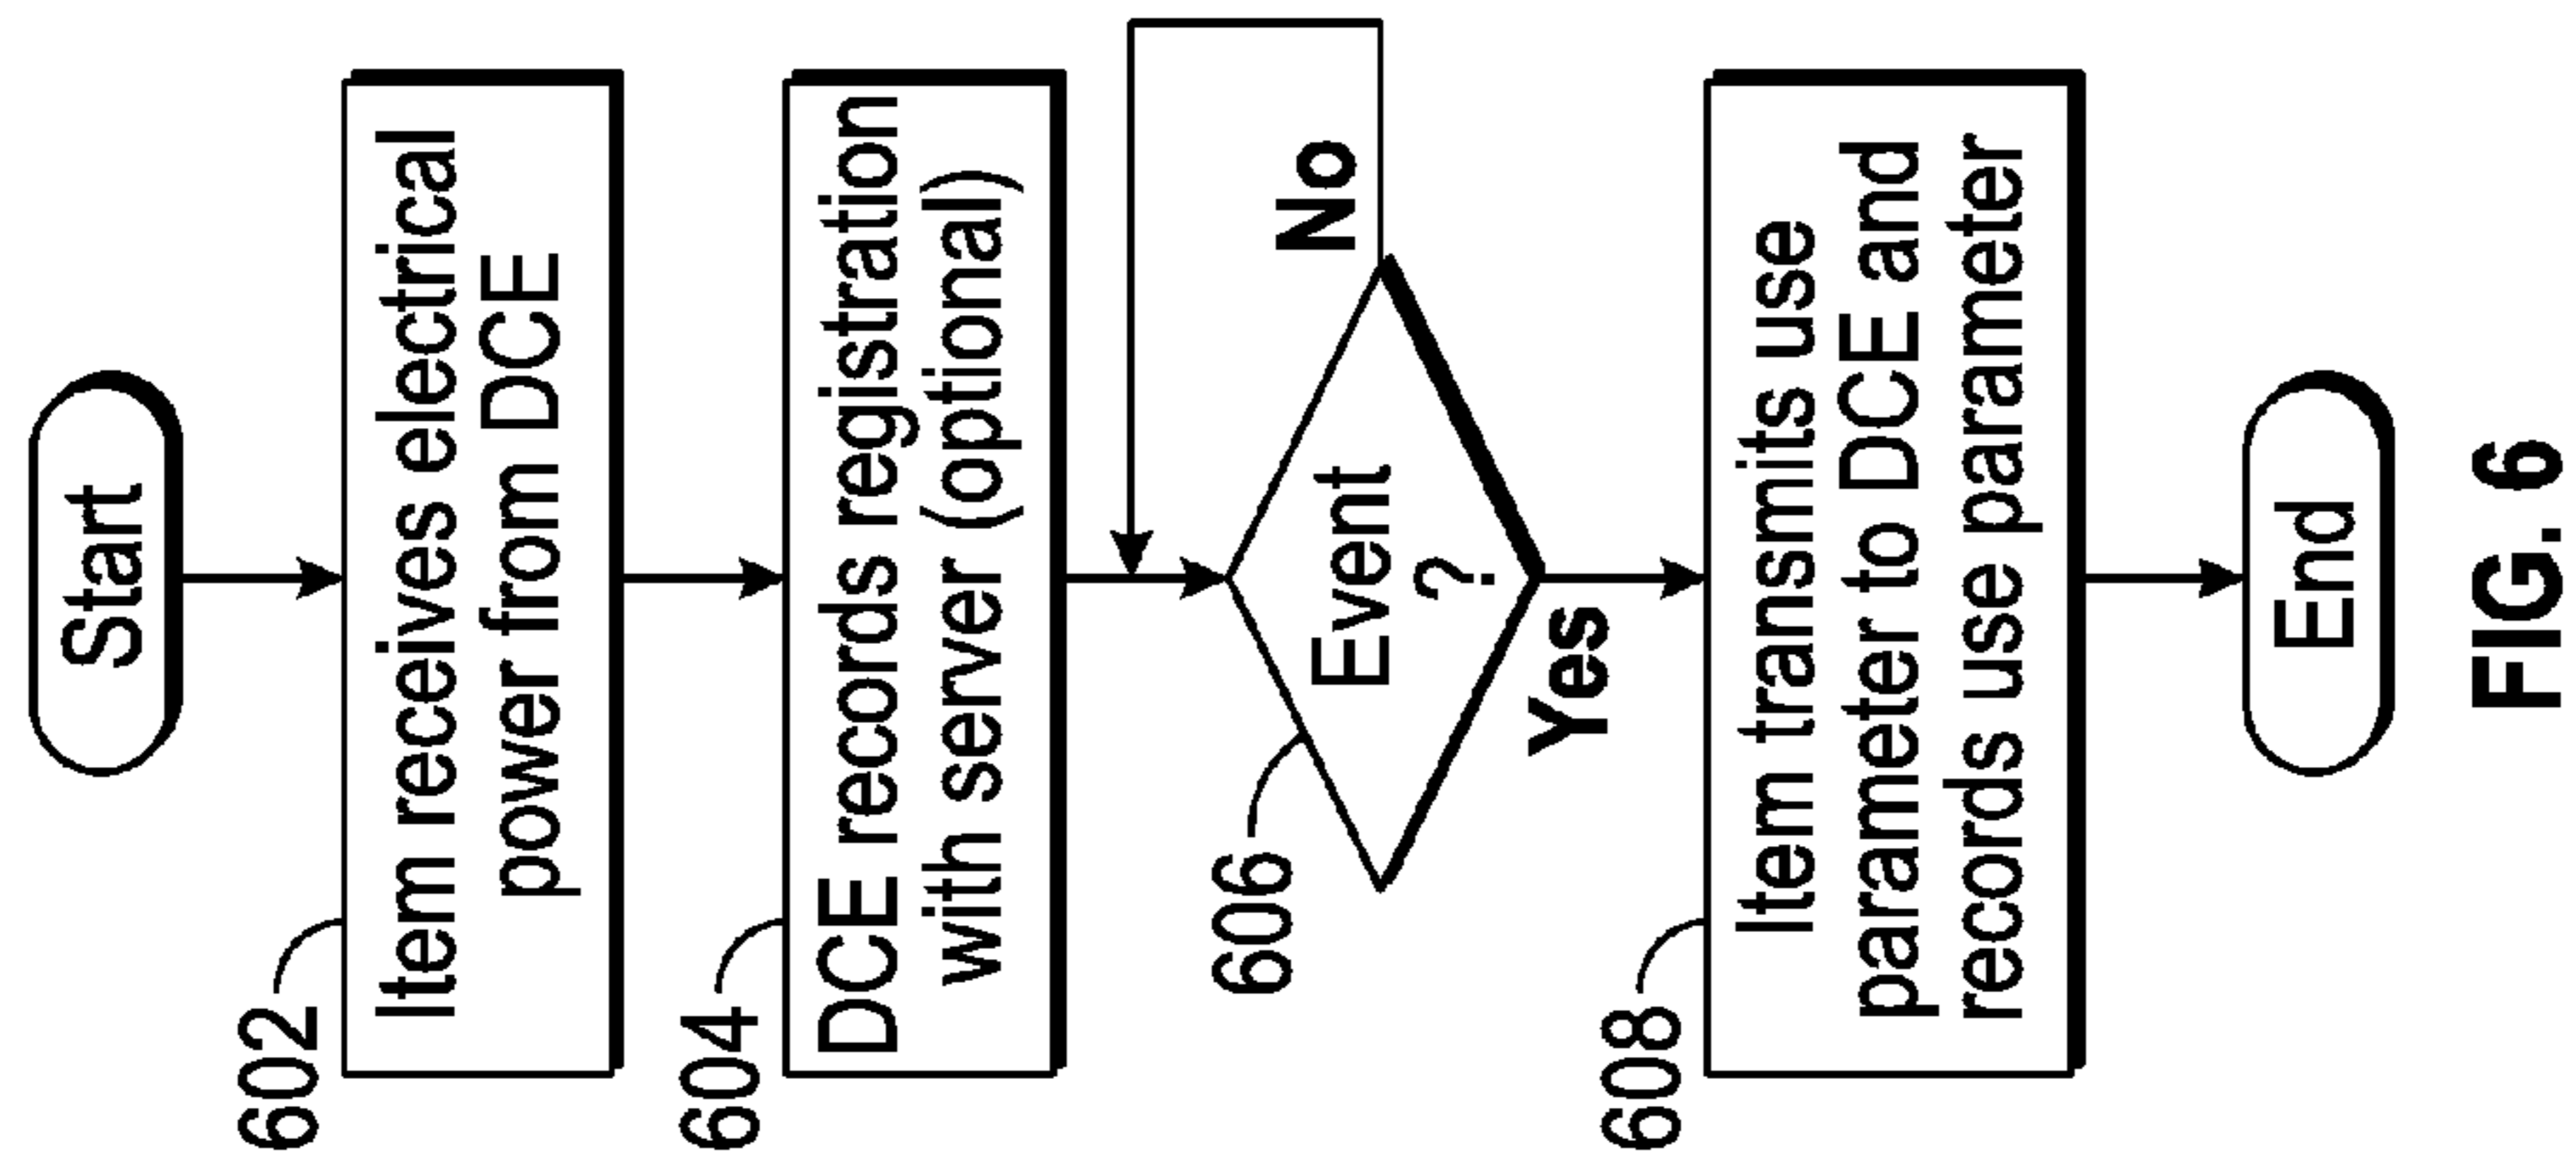 Start
602
Item receives electrical
power from DCE
604
DCE records registration
with server (optional)
606
Event
?
No
Yes
608
Item transmits use
parameter to DCE and
records use parameter
End
FIG. 6